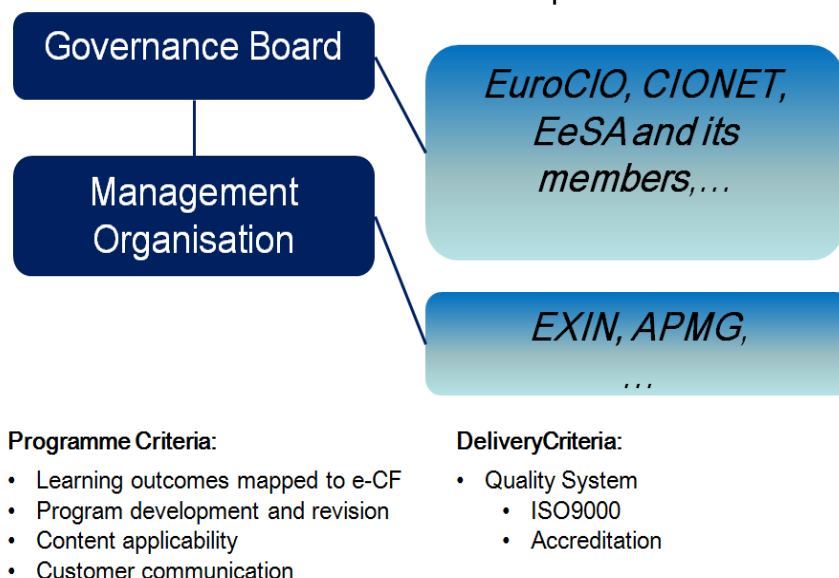 Governance Board
EuroCIO, CIONET,
EeSA and its
members,...
Management
Organisation
EXIN, APMG,
...
Programme Criteria:
• Learning outcomes mapped to e-CF
• Program development and revision
• Content applicability
• Customer communication
DeliveryCriteria:
• Quality System
• ISO9000
• Accreditation